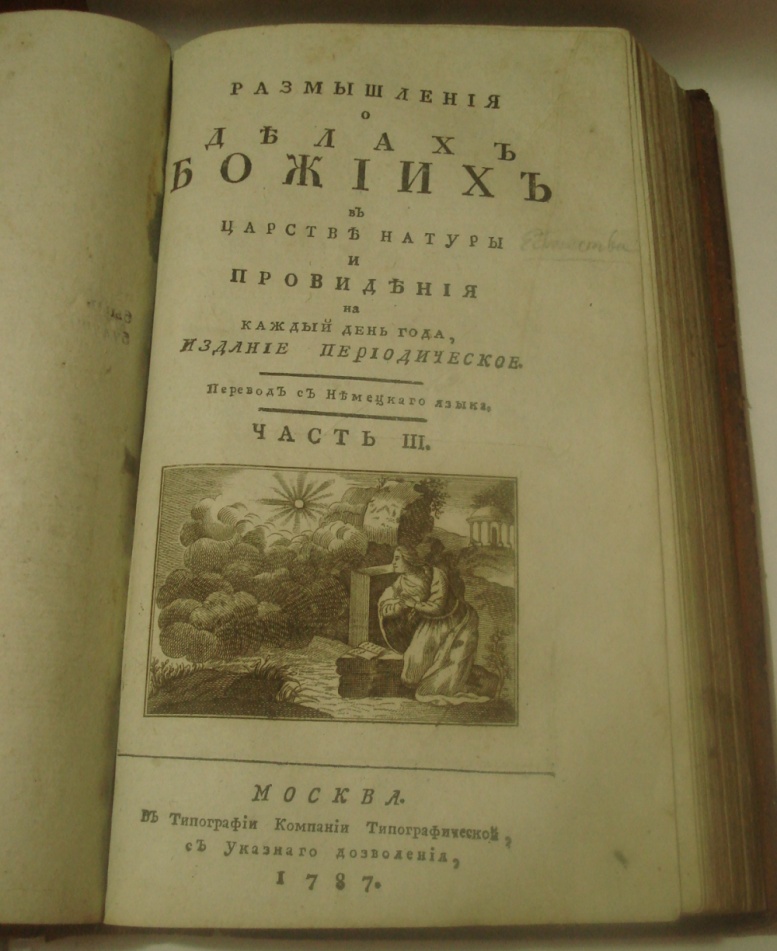 РАЗМЫШЛЕНІЯ
о
ДѢЛАХЪ
БОЖІИХЪ
въ
ЦАРСТВѢ НАТУРЫ
И
ПРОВИДѢНІЯ
на
КАЖДЫЙ ДЕНЬ ГОДА,
ИЗДАНІЕ ПЕРІОДИЧЕСКОЕ.
Переводъ съ Нѣмецкаго языка,
ЧАСТЬ III.
МОСКВА.
Въ Типографіи Компаніи Типографической,
съ Указнаго дозволенія,
1787.